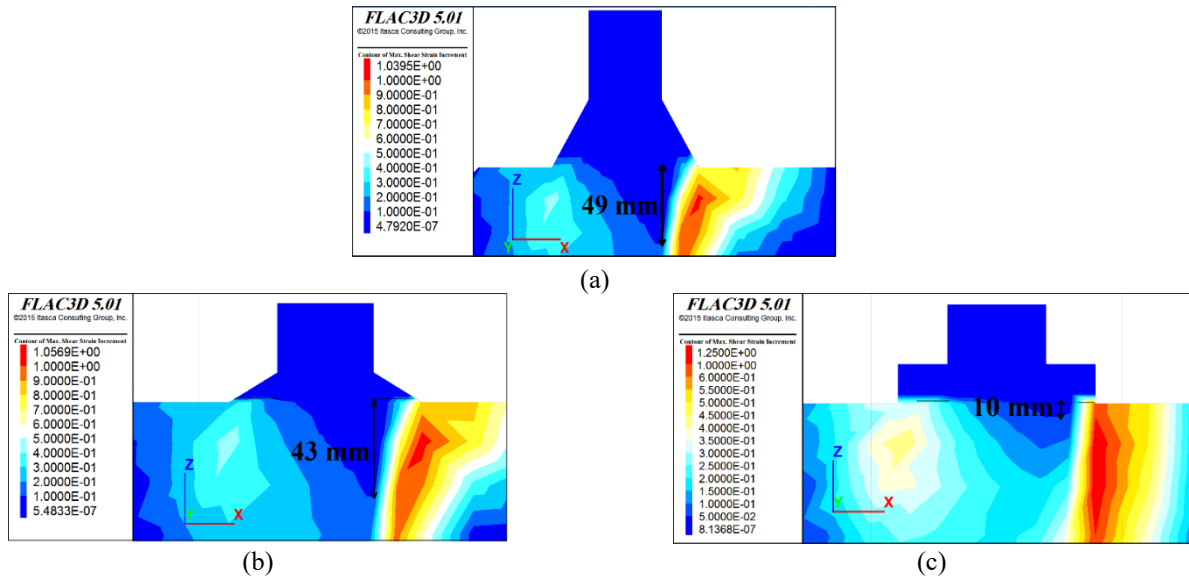 FLAC3D 5.01
©2015 Itasca Consulting Group, Inc.
Contour of Max. Shear Strain Increment
1.0395E+00
1.0000E+00
9.0000E-01
8.0000E-01
7.0000E-01
6.0000E-01
5.0000E-01
4.0000E-01
3.0000E-01
2.0000E-01
1.0000E-01
4.7920E-07
Z
49 mm
Y
X
(a)
FLAC3D 5.01
©2015 Itasca Consulting Group, Inc.
Contour of Max. Shear Strain Increment
1.0569E+00
1.0000E+00
9.0000E-01
8.0000E-01
7.0000E-01
6.0000E-01
5.0000E-01
4.0000E-01
3.0000E-01
2.0000E-01
1.0000E-01
5.4833E-07
43 mm
Z
Y
X
(b)
FLAC3D 5.01
©2015 Itasca Consulting Group, Inc.
Contour of Max. Shear Strain Increment
1.2500E+00
1.0000E+00
6.0000E-01
5.5000E-01
5.0000E-01
4.5000E-01
4.0000E-01
3.5000E-01
3.0000E-01
2.5000E-01
2.0000E-01
1.5000E-01
1.0000E-01
5.0000E-02
8.1368E-07
10 mm
Z
Y
X
(c)